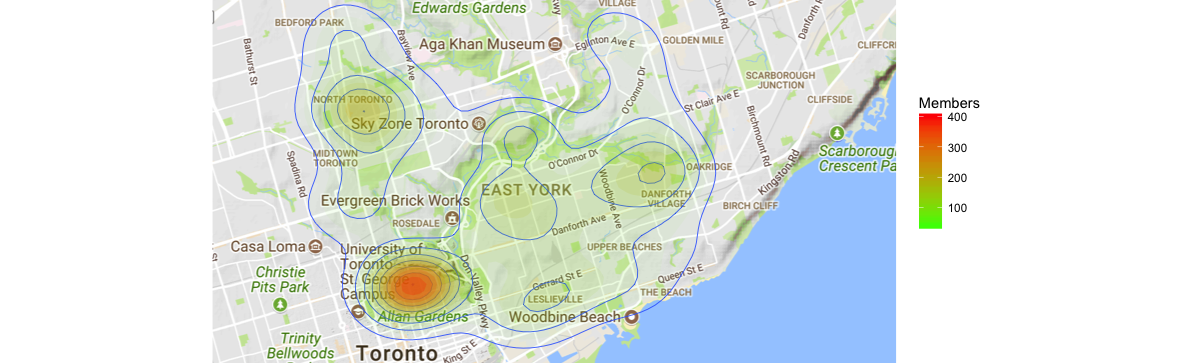 Edwards Gardens
VILLAGE
BEDFORD PARK
Bayview Ave
Bathurst St
Aga Khan Museum
Eglinton Ave E
GOLDEN MILE
Danforth R
CLIFFCR
SCARBOROUGH
JUNCTION
O'Connor Dr
St Clair Ave E
CLIFFSIDE
NORTH TORONTO
Sky Zone Toronto
Birchmount Rd
Scarboroug
Crescent Pa
MIDTOWN
TORONTO
Spadina Rd
O'Connor Dr
OAKRIDGE
Kingston Rd
EAST YORK
Woodbine Ave
DANFORTH
VILLAGE
BIRCH CLIFF
Evergreen Brick Works
ROSEDALE
Danforth Ave
Casa Loma
University of
Toronto
St. George
Campus
UPPER BEACHES
Don Valley Pkwy
Christie
Pits Park
Gerrard St E
Queen St E
LESLIEVILLE
THE BEACH
Allan Gardens
Woodbine Beach
Trinity
Bellwoods
Toronto
King St E
Members
400
300
200
100